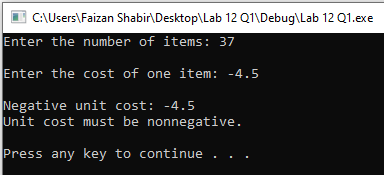 C:\Users\Faizan Shabir\Desktop\Lab 12 Q1\Debug\Lab 12 Q1.exe
Enter the number of items: 37
Enter the cost of one item: -4.5
Negative unit cost: -4.5
Unit cost must be nonnegative.
Press any key to continue . . .